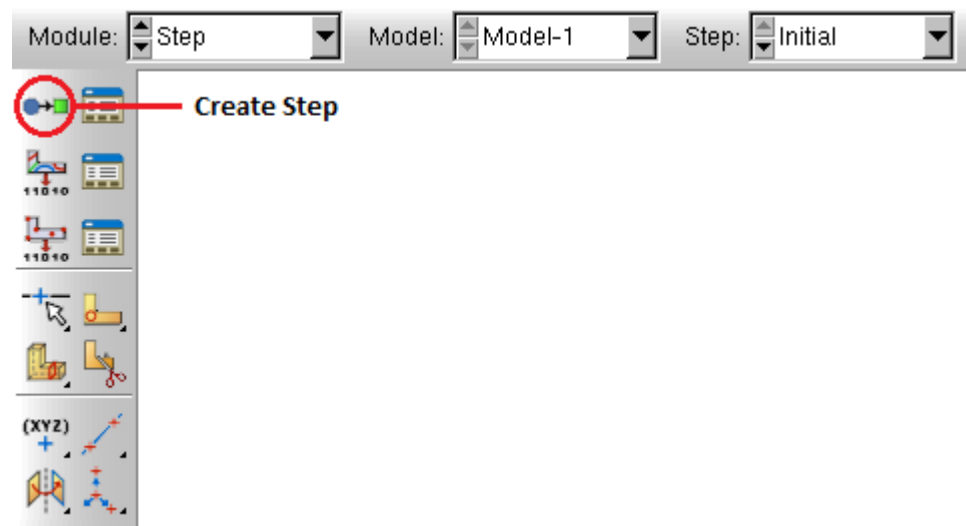 Module: Step Model: Model-1 Step: Initial
Create Step
11010
11010
(XYZ)